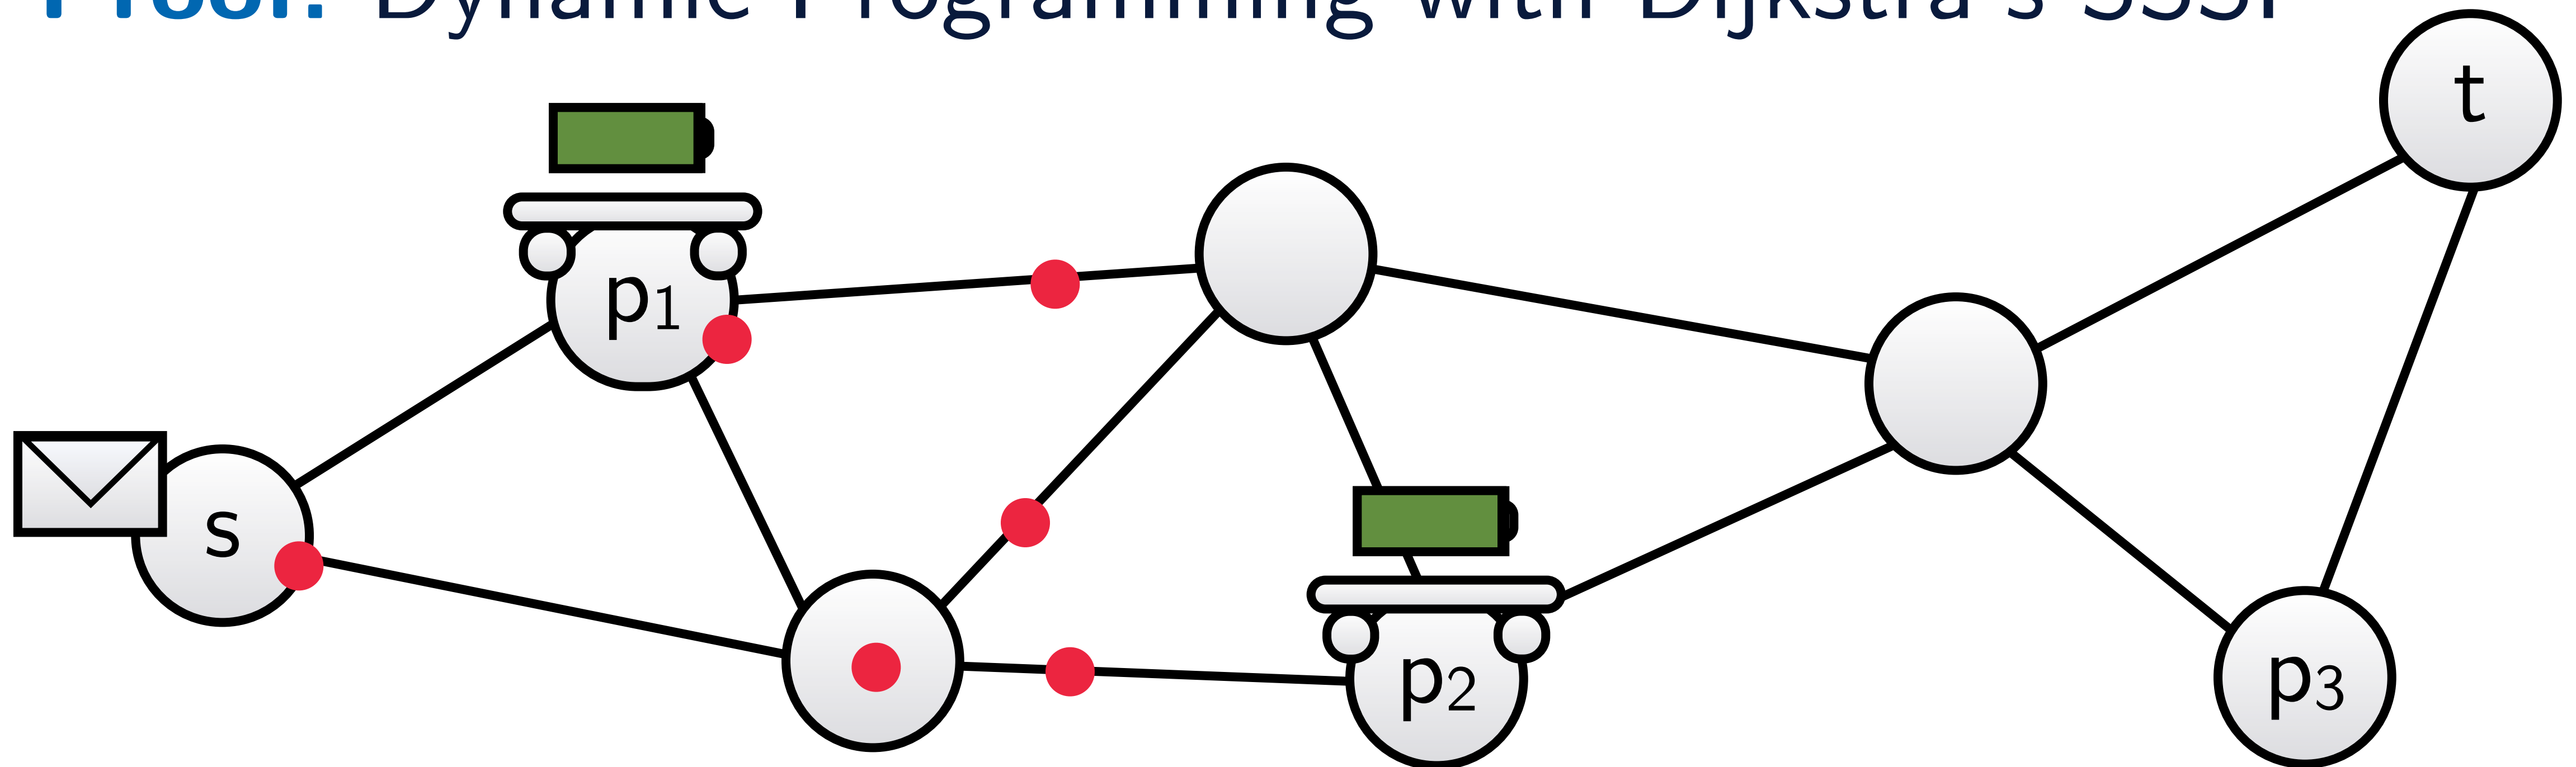 Proof: Dynamic Programming with Dijkstra's SSSP
t
p1
s
p2
p3